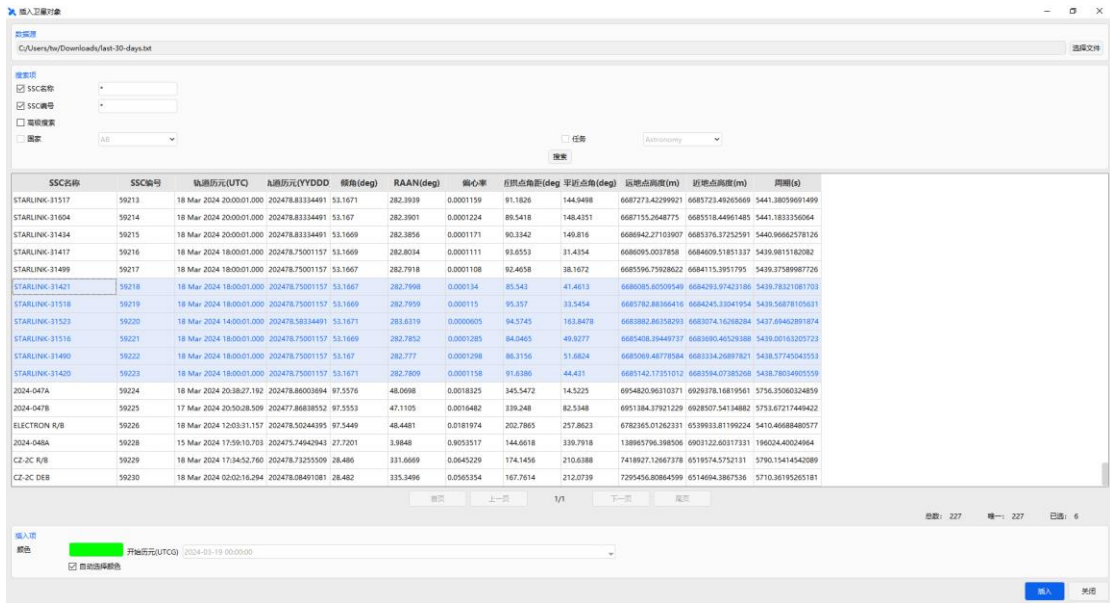 插入卫星对象
数据源
C:/Users/tw/Downloads/last-30-days.txt 选择文件
搜索项
SSC名称 *
SSC编号 *
高级搜索
国家 AB 任务 Astronomy
搜索
SSC名称 SSC编号 轨道历元(UTC) 轨道历元(YYDDD 倾角(deg) RAAN(deg) 偏心率 近拱点角距(deg 平近点角(deg) 远地点高度(m) 近地点高度(m) 周期(s)
STARLINK-31517 59213 18 Mar 2024 20:00:01.000 202478.83334491 53.1671 282.3939 0.0001159 91.1826 144.9498 6687273.42299921 6685723.49265669 5441.38059691499
STARLINK-31604 59214 18 Mar 2024 20:00:01.000 202478.83334491 53.167 282.3901 0.0001224 89.5418 148.4351 6687155.2648775 6685518.44961485 5441.1833356064
STARLINK-31434 59215 18 Mar 2024 20:00:01.000 202478.83334491 53.1669 282.3856 0.0001171 90.3342 149.816 6686942.27103907 6685376.37252591 5440.96662578126
STARLINK-31417 59216 18 Mar 2024 18:00:01.000 202478.75001157 53.1669 282.8034 0.0001111 93.6553 31.4354 6686095.0037858 6684609.51851337 5439.9815182082
STARLINK-31499 59217 18 Mar 2024 18:00:01.000 202478.75001157 53.1667 282.7918 0.0001108 92.4658 38.1672 6685596.75928622 6684115.3951795 5439.37589987726
STARLINK-31421 59218 18 Mar 2024 18:00:01.000 202478.75001157 53.1667 282.7998 0.000134 85.543 41.4613 6686085.60509549 6684293.97423186 5439.78321081703
STARLINK-31518 59219 18 Mar 2024 18:00:01.000 202478.75001157 53.1669 282.7959 0.000115 95.357 33.5454 6685782.88366416 6684245.33041954 5439.56878105631
STARLINK-31523 59220 18 Mar 2024 14:00:01.000 202478.58334491 53.1671 283.6319 0.0000605 94.5745 163.8478 6683882.86358293 6683074.16268284 5437.69462891874
STARLINK-31516 59221 18 Mar 2024 18:00:01.000 202478.75001157 53.1669 282.7852 0.0001285 84.0465 49.9277 6685408.39449737 6683690.46529388 5439.00163205723
STARLINK-31490 59222 18 Mar 2024 18:00:01.000 202478.75001157 53.167 282.777 0.0001298 86.3156 51.6824 6685069.48778584 6683334.26897821 5438.57745043553
STARLINK-31420 59223 18 Mar 2024 18:00:01.000 202478.75001157 53.1671 282.7809 0.0001158 91.6386 44.431 6685142.17351012 6683594.07385268 5438.78034905559
2024-047A 59224 18 Mar 2024 20:38:27.192 202478.86003694 97.5576 48.0698 0.0018325 345.5472 14.5225 6954820.96310371 6929378.16819561 5756.35060324859
2024-047B 59225 17 Mar 2024 20:50:28.509 202477.86838552 97.5553 47.1105 0.0016482 339.248 82.5348 6951384.37921229 6928507.54134882 5753.67217449422
ELECTRON R/B 59226 18 Mar 2024 12:03:31.157 202478.50244395 97.5449 48.4481 0.0181974 202.7865 257.8623 6782365.01262331 6539933.81199224 5410.46688480577
2024-048A 59228 15 Mar 2024 17:59:10.703 202475.74942943 27.7201 3.9848 0.9053517 144.6618 339.7918 138965796.398506 6903122.60317331 196024.40024964
CZ-2C R/B 59229 18 Mar 2024 17:34:52.760 202478.73255509 28.486 331.6669 0.0645229 174.1456 210.6388 7418927.12667378 6519574.5752131 5790.15414542089
CZ-2C DEB 59230 18 Mar 2024 02:02:16.294 202478.08491081 28.482 335.3496 0.0565354 167.7614 212.0739 7295456.80864599 6514694.3867536 5710.36195265181
首页 上一页 1/1 下一页 尾页
总数: 227 唯一: 227 已选: 6
插入项
颜色 开始历元(UTCG) 2024-03-19 00:00:00
自动选择颜色
插入 关闭